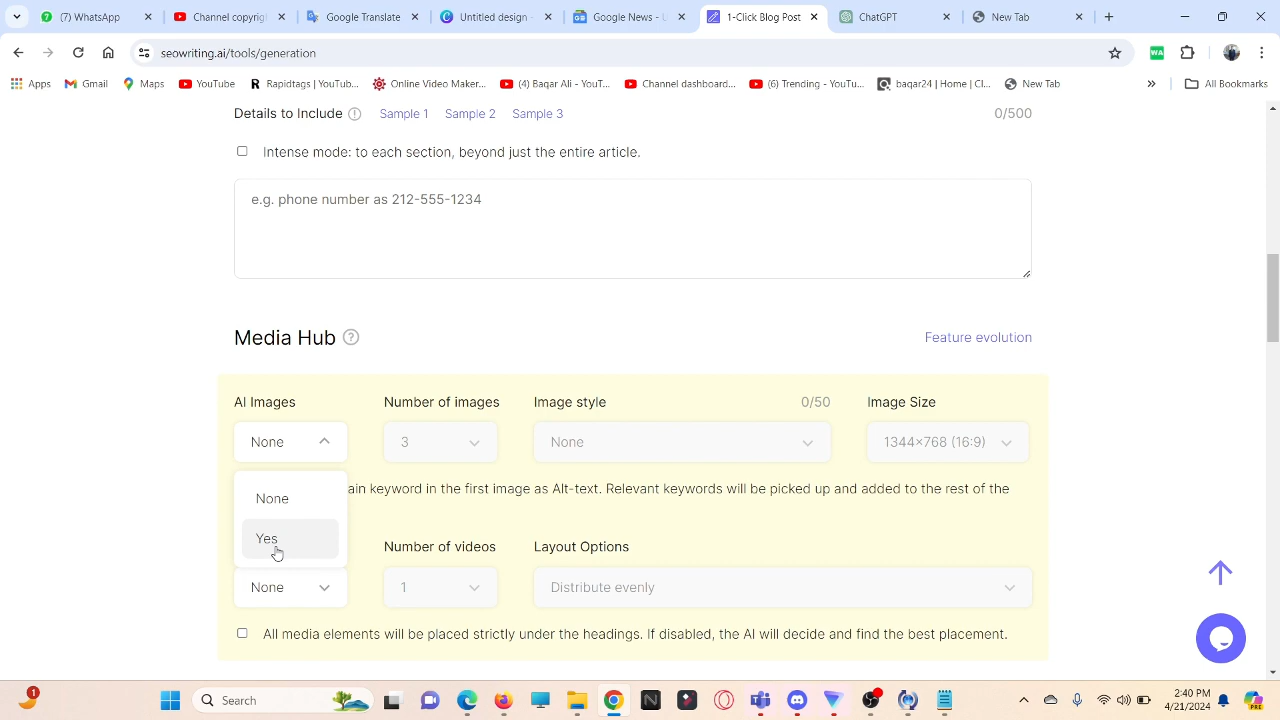 (7) WhatsApp
Channel copyrig
Google Translate
Untitled design -
Google News - U
1-Click Blog Post
ChatGPT
New Tab
seowriting.ai/tools/generation
Apps
Gmail
Maps
YouTube
Rapidtags | YouTub...
Online Video Maker...
(4) Baqar Ali - YouT...
Channel dashboard...
(6) Trending - YouTu...
baqar24 | Home | Cl...
New Tab
All Bookmarks
Details to Include
Sample 1
Sample 2
Sample 3
0/500
Intense mode: to each section, beyond just the entire article.
e.g. phone number as 212-555-1234
Media Hub
Feature evolution
AI Images
Number of images
Image style
0/50
Image Size
None
3
None
1344×768 (16:9)
None
Yes
ain keyword in the first image as Alt-text. Relevant keywords will be picked up and added to the rest of the
Number of videos
Layout Options
None
1
Distribute evenly
All media elements will be placed strictly under the headings. If disabled, the AI will decide and find the best placement.
1
Search
2:40 PM
4/21/2024